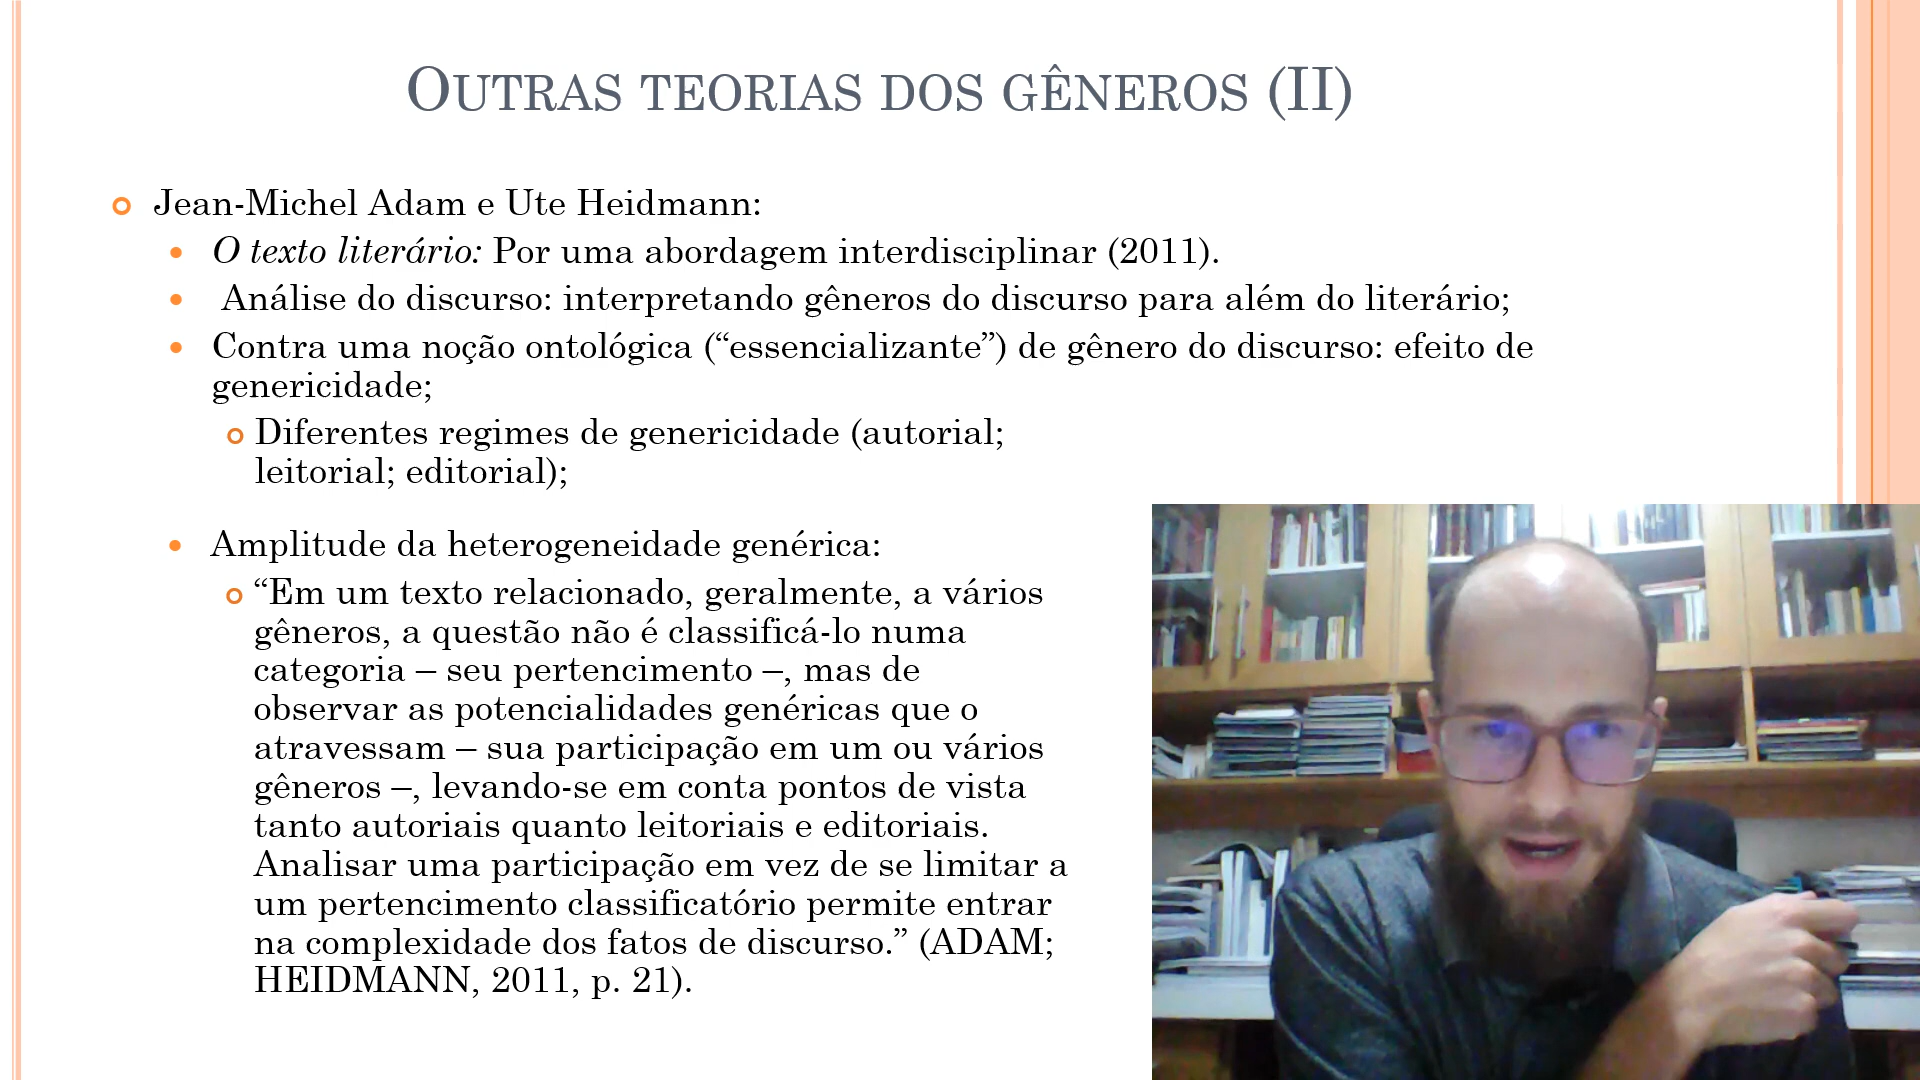 OUTRAS TEORIAS DOS GÊNEROS (II)
Jean-Michel Adam e Ute Heidmann:
O texto literário: Por uma abordagem interdisciplinar (2011).
Análise do discurso: interpretando gêneros do discurso para além do literário;
Contra uma noção ontológica (“essencializante”) de gênero do discurso: efeito de
genericidade;
Diferentes regimes de genericidade (autorial;
leitorial; editorial);
Amplitude da heterogeneidade genérica:
“Em um texto relacionado, geralmente, a vários
gêneros, a questão não é classificá-lo numa
categoria – seu pertencimento –, mas de
observar as potencialidades genéricas que o
atravessam – sua participação em um ou vários
gêneros –, levando-se em conta pontos de vista
tanto autoriais quanto leitoriais e editoriais.
Analisar uma participação em vez de se limitar a
um pertencimento classificatório permite entrar
na complexidade dos fatos de discurso.” (ADAM;
HEIDMANN, 2011, p. 21).